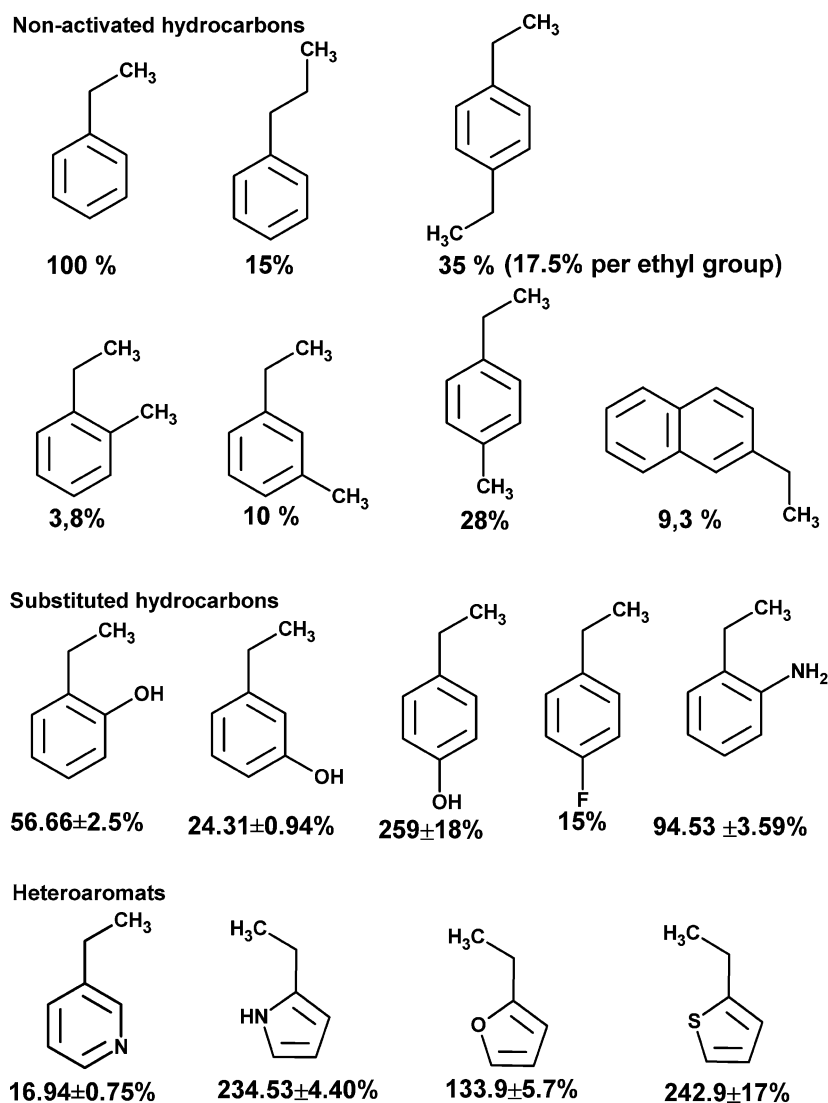 Non-activated hydrocarbons
CH3
CH3
CH3
H3C
100 %
15%
35 % (17.5% per ethyl group)
CH3
CH3
CH3
CH3
CH3
CH3
CH3
3,8%
10 %
28%
9,3 %
Substituted hydrocarbons
CH3
CH3
CH3
CH3
CH3
OH
NH2
OH
OH
F
56.66±2.5%
24.31±0.94%
259±18%
15%
94.53 ±3.59%
Heteroaromats
CH3
H3C
H3C
H3C
N
HN
O
S
16.94±0.75%
234.53±4.40%
133.9±5.7%
242.9±17%